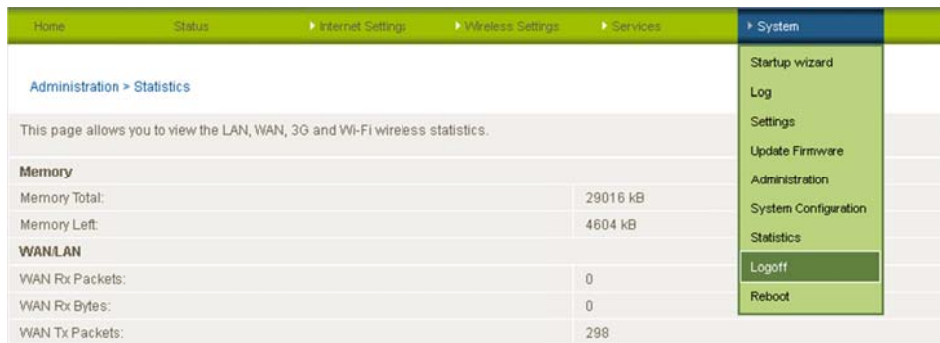 Home Status Internet Settings Wireless Settings Services System
Startup wizard
Administration > Statistics
Log
Settings
This page allows you to view the LAN, WAN, 3G and Wi-Fi wireless statistics.
Update Firmware
Memory
Administration
Memory Total: 29016 kB
System Configuration
Memory Left: 4604 kB
Statistics
WAN/LAN
Logoff
WAN Rx Packets: 0
Reboot
WAN Rx Bytes: 0
WAN Tx Packets: 298